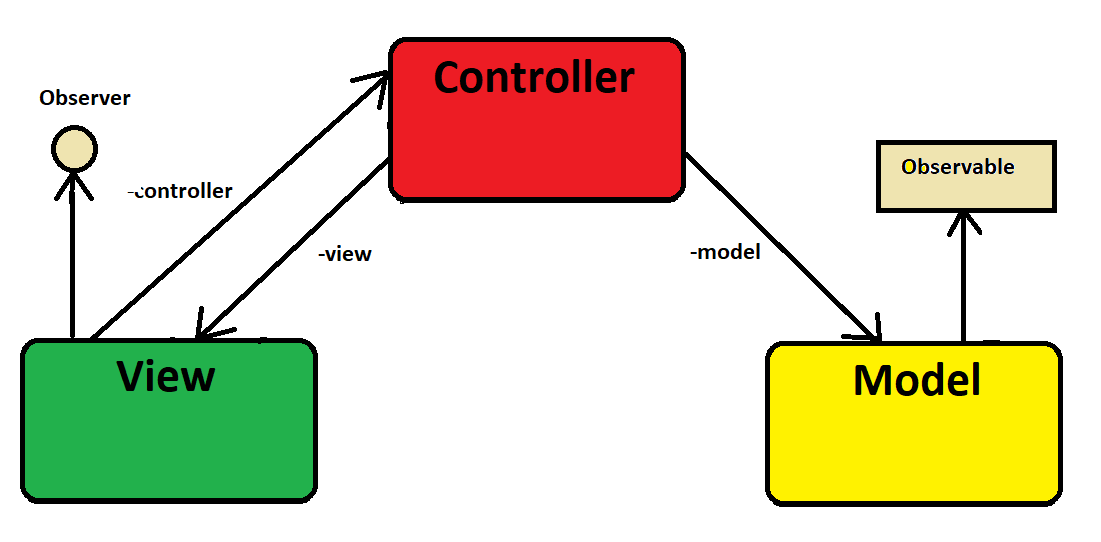 Controller
Observer
Observable
-controller
-view
-model
View
Model